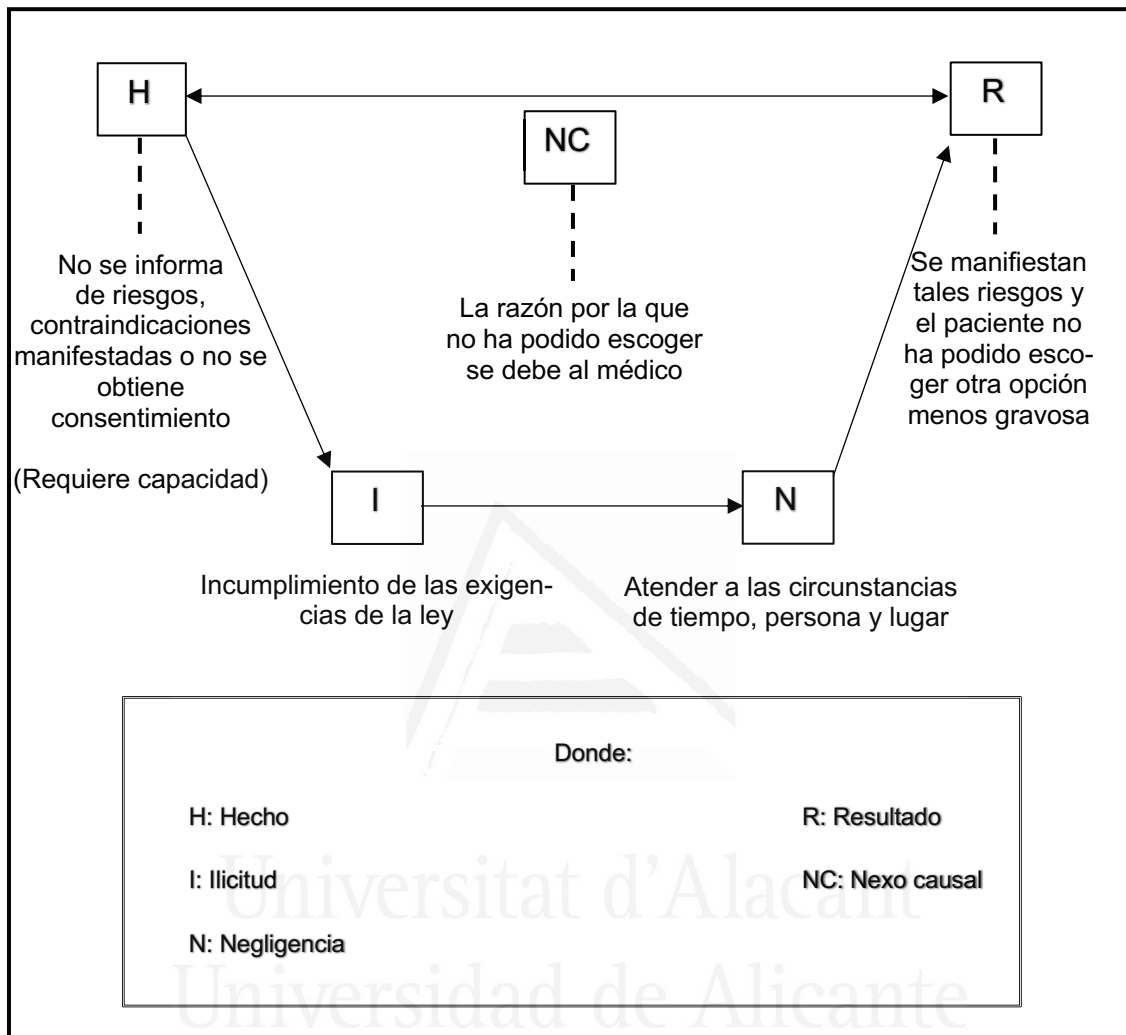 H
R
NC
No se informa
de riesgos,
contraindicaciones
manifestadas o no se
obtiene
consentimiento
(Requiere capacidad)
La razón por la que
no ha podido escoger
se debe al médico
Se manifiestan
tales riesgos y
el paciente no
ha podido esco-
ger otra opción
menos gravosa
I
N
Incumplimiento de las exigen-
cias de la ley
Atender a las circunstancias
de tiempo, persona y lugar
Donde:
H: Hecho
R: Resultado
I: Ilicitud
NC: Nexo causal
N: Negligencia
Universitat d'Alacant
Universidad de Alicante